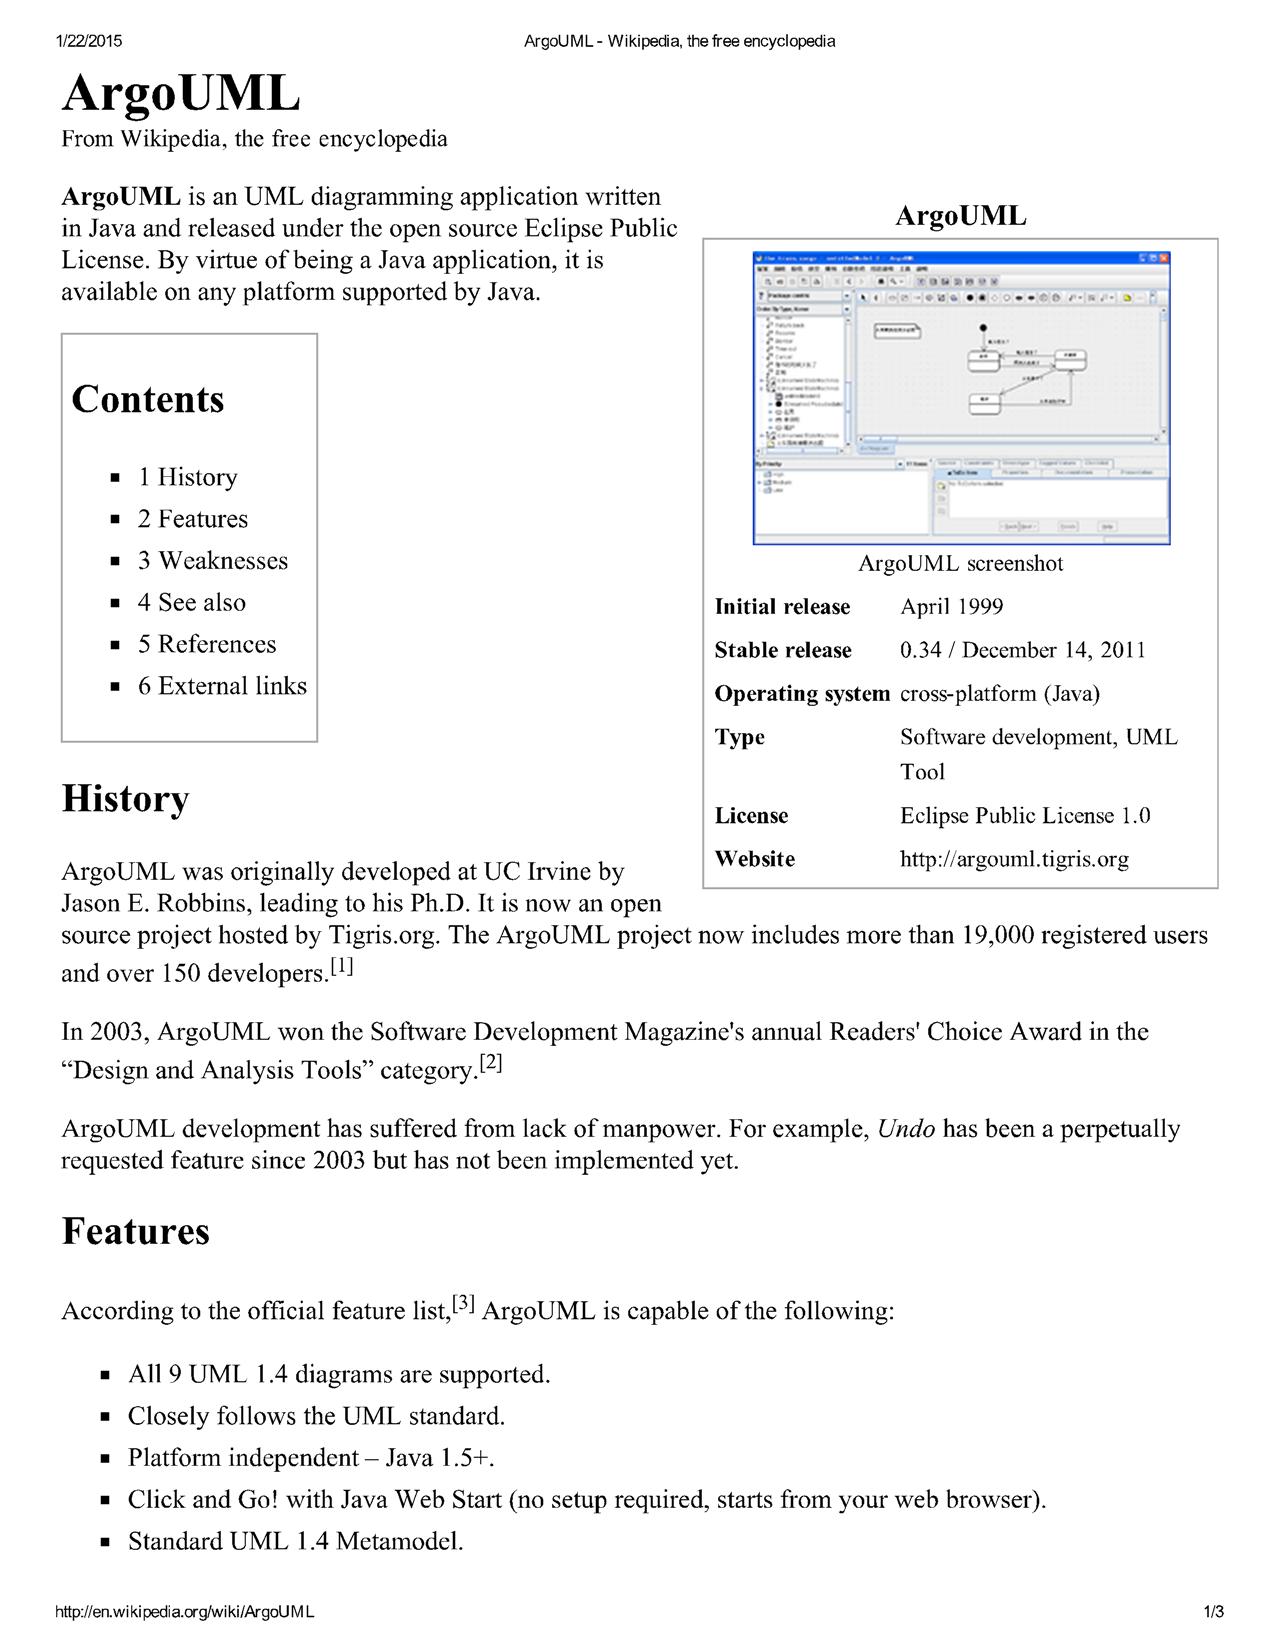 1/22/2015
ArgoUML - Wikipedia, the free encyclopedia
ArgoUML
From Wikipedia, the free encyclopedia
ArgoUML is an UML diagramming application written
in Java and released under the open source Eclipse Public
License. By virtue of being a Java application, it is
available on any platform supported by Java.
Contents
▪ 1 History
▪ 2 Features
▪ 3 Weaknesses
▪ 4 See also
▪ 5 References
▪ 6 External links
ArgoUML
ArgoUML screenshot
Initial release April 1999
Stable release 0.34 / December 14, 2011
Operating system cross-platform (Java)
Type Software development, UML
Tool
License Eclipse Public License 1.0
Website http://argouml.tigris.org
History
ArgoUML was originally developed at UC Irvine by
Jason E. Robbins, leading to his Ph.D. It is now an open
source project hosted by Tigris.org. The ArgoUML project now includes more than 19,000 registered users
and over 150 developers.[1]
In 2003, ArgoUML won the Software Development Magazine's annual Readers' Choice Award in the
“Design and Analysis Tools” category.[2]
ArgoUML development has suffered from lack of manpower. For example, Undo has been a perpetually
requested feature since 2003 but has not been implemented yet.
Features
According to the official feature list,[3] ArgoUML is capable of the following:
▪ All 9 UML 1.4 diagrams are supported.
▪ Closely follows the UML standard.
▪ Platform independent – Java 1.5+.
▪ Click and Go! with Java Web Start (no setup required, starts from your web browser).
▪ Standard UML 1.4 Metamodel.
http://en.wikipedia.org/wiki/ArgoUML
1/3